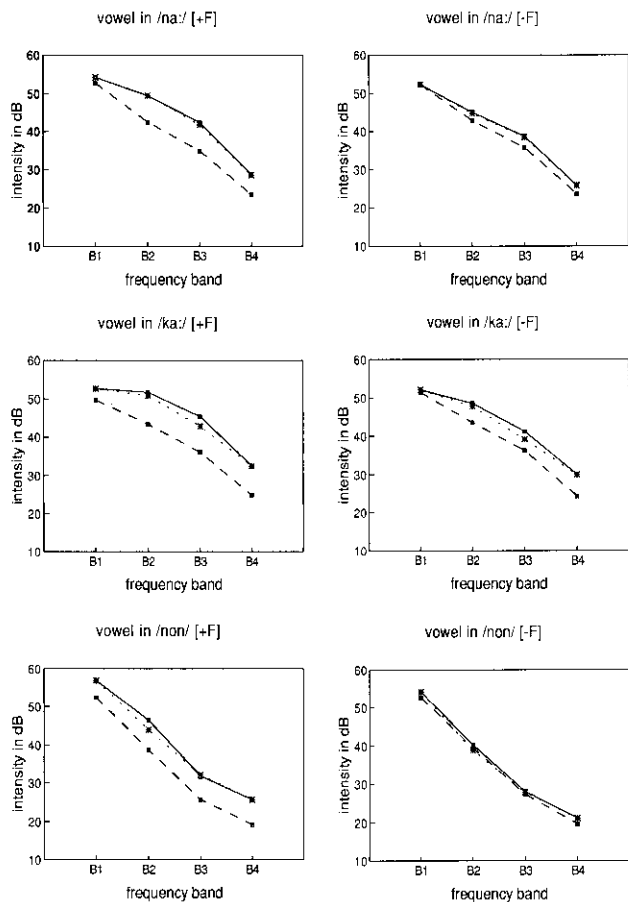 vowel in /na:/ [+F]
60
50
40
30
20
10
intensity in dB
B1 B2 B3 B4
frequency band
vowel in /na:/ [-F]
60
50
40
30
20
10
intensity in dB
B1 B2 B3 B4
frequency band
vowel in /ka:/ [+F]
60
50
40
30
20
10
intensity in dB
B1 B2 B3 B4
frequency band
vowel in /ka:/ [-F]
60
50
40
30
20
10
intensity in dB
B1 B2 B3 B4
frequency band
vowel in /non/ [+F]
60
50
40
30
20
10
intensity in dB
B1 B2 B3 B4
frequency band
vowel in /non/ [-F]
60
50
40
30
20
10
intensity in dB
B1 B2 B3 B4
frequency band